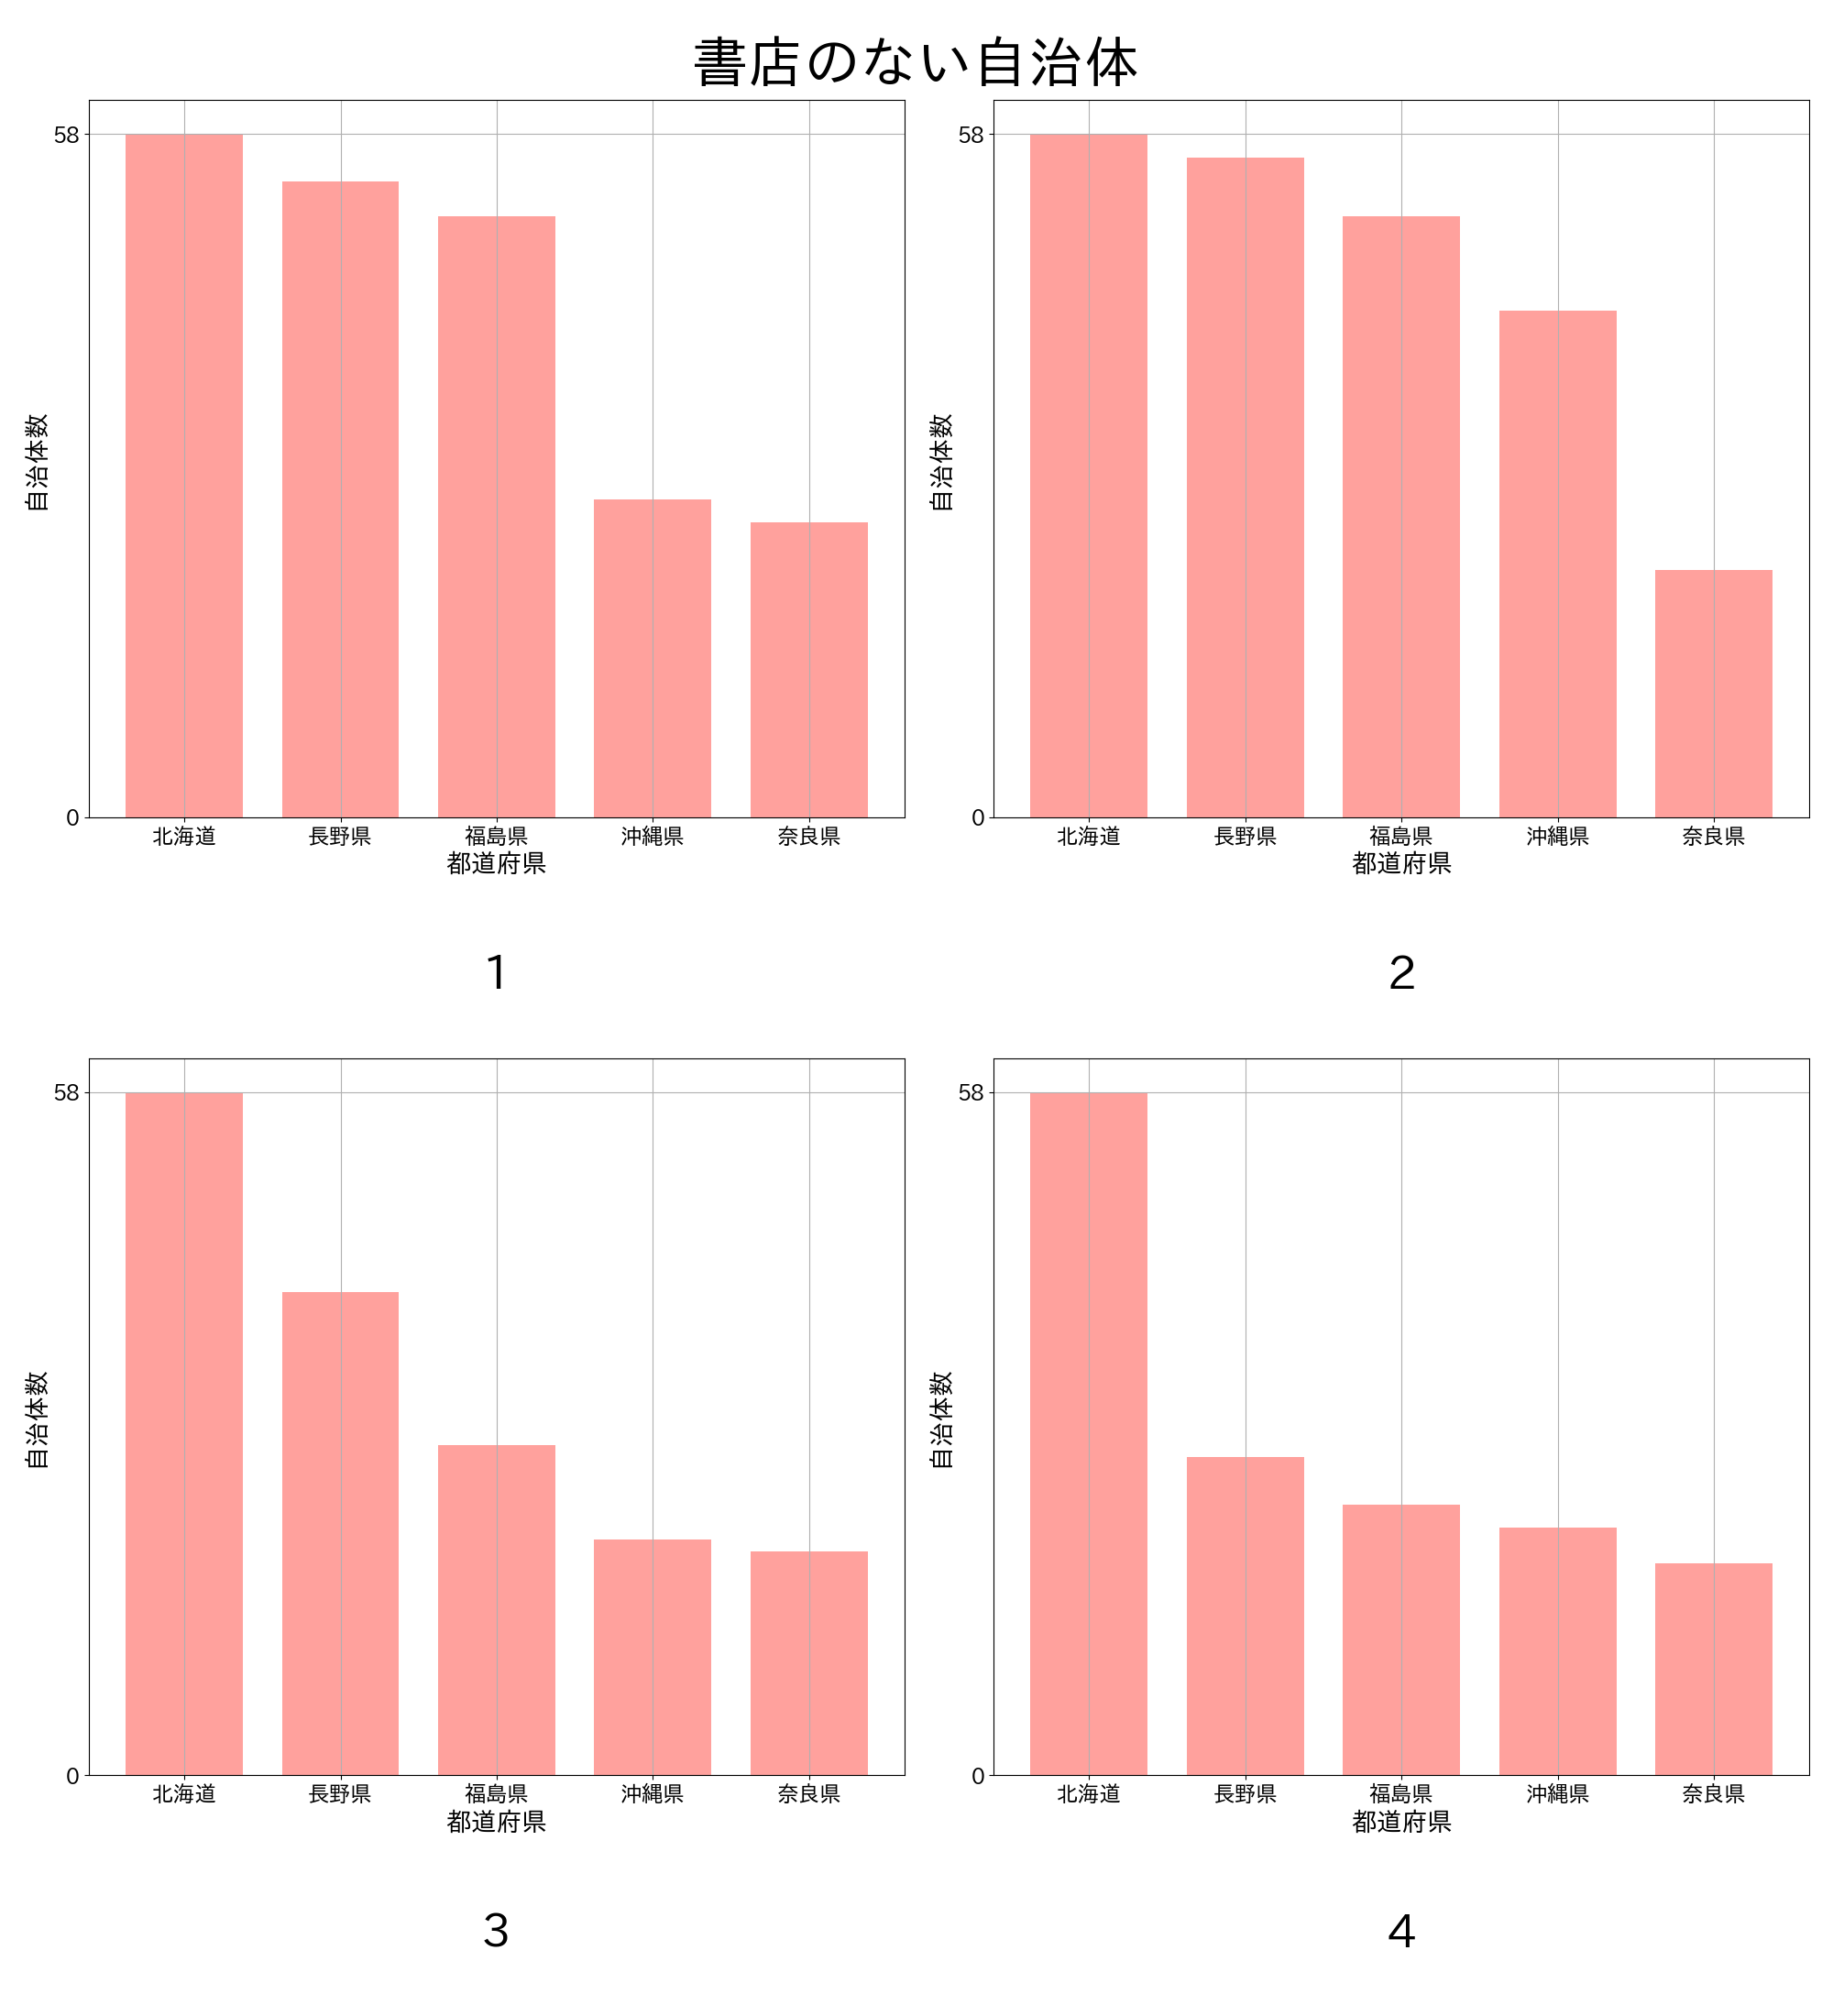 書店のない自治体
58
0
自治体数
北海道 長野県 福島県 沖縄県 奈良県
都道府県
1
58
0
自治体数
北海道 長野県 福島県 沖縄県 奈良県
都道府県
2
58
0
自治体数
北海道 長野県 福島県 沖縄県 奈良県
都道府県
3
58
0
自治体数
北海道 長野県 福島県 沖縄県 奈良県
都道府県
4